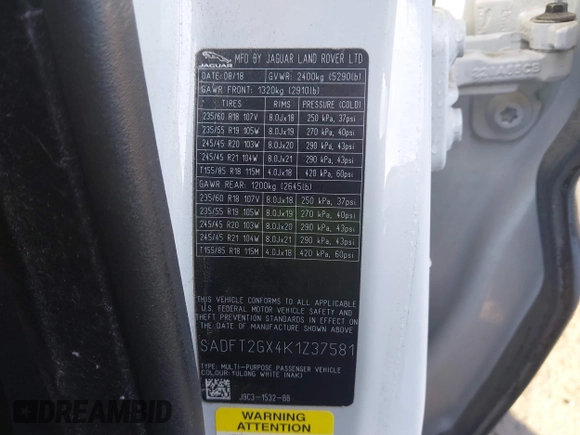 JAGUAR
MFD BY JAGUAR LAND ROVER LTD
DATE: 08/18 GVWR: 2400kg (5290lb)
GAWR FRONT: 1320kg (2910lb)
TIRES RIMS PRESSURE (COLD)
235/60 R18 107V 8.0Jx18 250 kPa, 37psi
235/55 R19 105W 8.0Jx19 270 kPa, 40psi
245/45 R20 103W 8.0Jx20 290 kPa, 43psi
245/45 R21 104W 8.0Jx21 290 kPa, 43psi
T155/85 R18 115M 4.0Jx18 420 kPa, 60psi
GAWR REAR: 1200kg (2645lb)
235/60 R18 107V 8.0Jx18 250 kPa, 37psi
235/55 R19 105W 8.0Jx19 270 kPa, 40psi
245/45 R20 103W 8.0Jx20 290 kPa, 43psi
245/45 R21 104W 8.0Jx21 290 kPa, 43psi
T155/85 R18 115M 4.0Jx18 420 kPa, 60psi
THIS VEHICLE CONFORMS TO ALL APPLICABLE
U.S. FEDERAL MOTOR VEHICLE SAFETY AND
THEFT PREVENTION STANDARDS IN EFFECT ON
THE DATE OF MANUFACTURE SHOWN ABOVE.
SADFT2GX4K1Z37581
TYPE: MULTI-PURPOSE PASSENGER VEHICLE
COLOUR: YULONG WHITE (NAK)
J9C3-1532-BB
WARNING/AVERTISS
DREAMBID